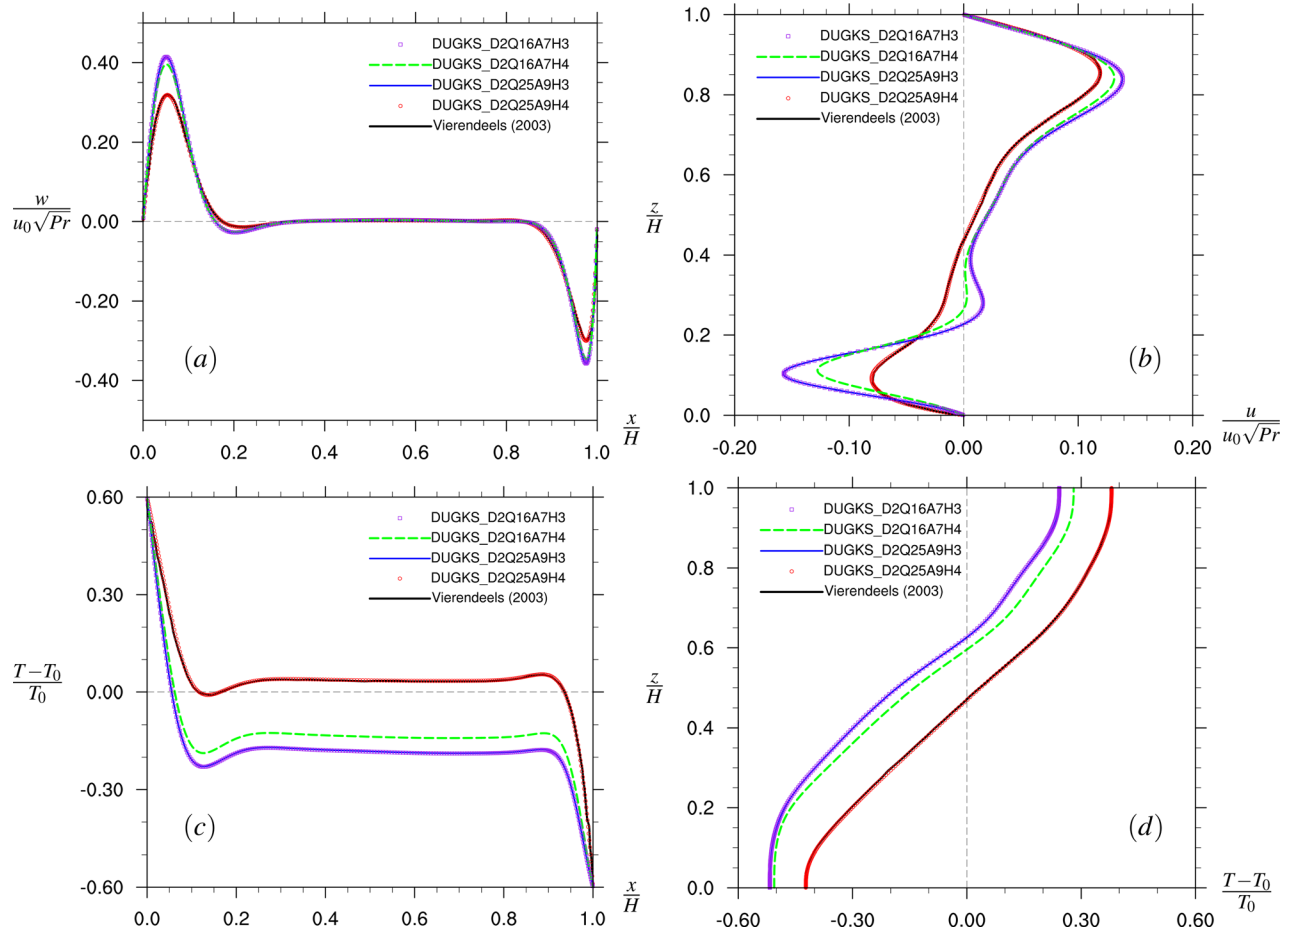 DUGKS_D2Q16A7H3
DUGKS_D2Q16A7H4
DUGKS_D2Q25A9H3
DUGKS_D2Q25A9H4
Vierendeels (2003)
0.40
0.20
0.00
-0.20
-0.40
w
u₀√Pr
(a)
x
H
0.0 0.2 0.4 0.6 0.8 1.0
DUGKS_D2Q16A7H3
DUGKS_D2Q16A7H4
DUGKS_D2Q25A9H3
DUGKS_D2Q25A9H4
Vierendeels (2003)
1.0
0.8
0.6
0.4
0.2
0.0
z
H
(b)
-0.20 -0.10 0.00 0.10 0.20
u
u₀√Pr
DUGKS_D2Q16A7H3
DUGKS_D2Q16A7H4
DUGKS_D2Q25A9H3
DUGKS_D2Q25A9H4
Vierendeels (2003)
0.60
0.30
0.00
-0.30
-0.60
T−T₀
T₀
(c)
x
H
0.0 0.2 0.4 0.6 0.8 1.0
DUGKS_D2Q16A7H3
DUGKS_D2Q16A7H4
DUGKS_D2Q25A9H3
DUGKS_D2Q25A9H4
Vierendeels (2003)
1.0
0.8
0.6
0.4
0.2
0.0
z
H
(d)
-0.60 -0.30 0.00 0.30 0.60
T−T₀
T₀